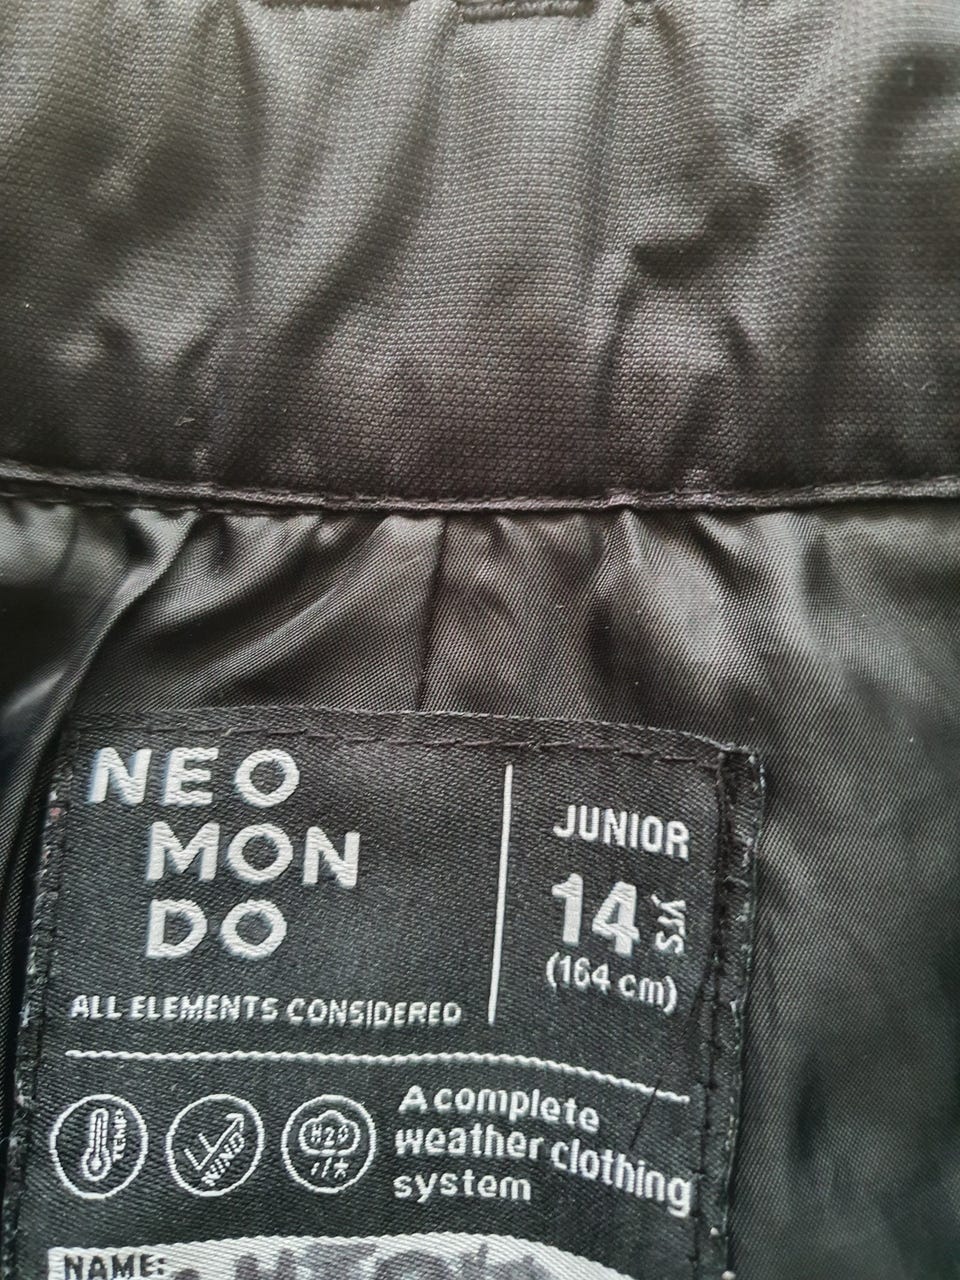 NEO
MON
DO
ALL ELEMENTS CONSIDERED
JUNIOR
14 YRS
(164 cm)
TEMP
WIND
H2O
A complete
weather clothing
system
NAME: